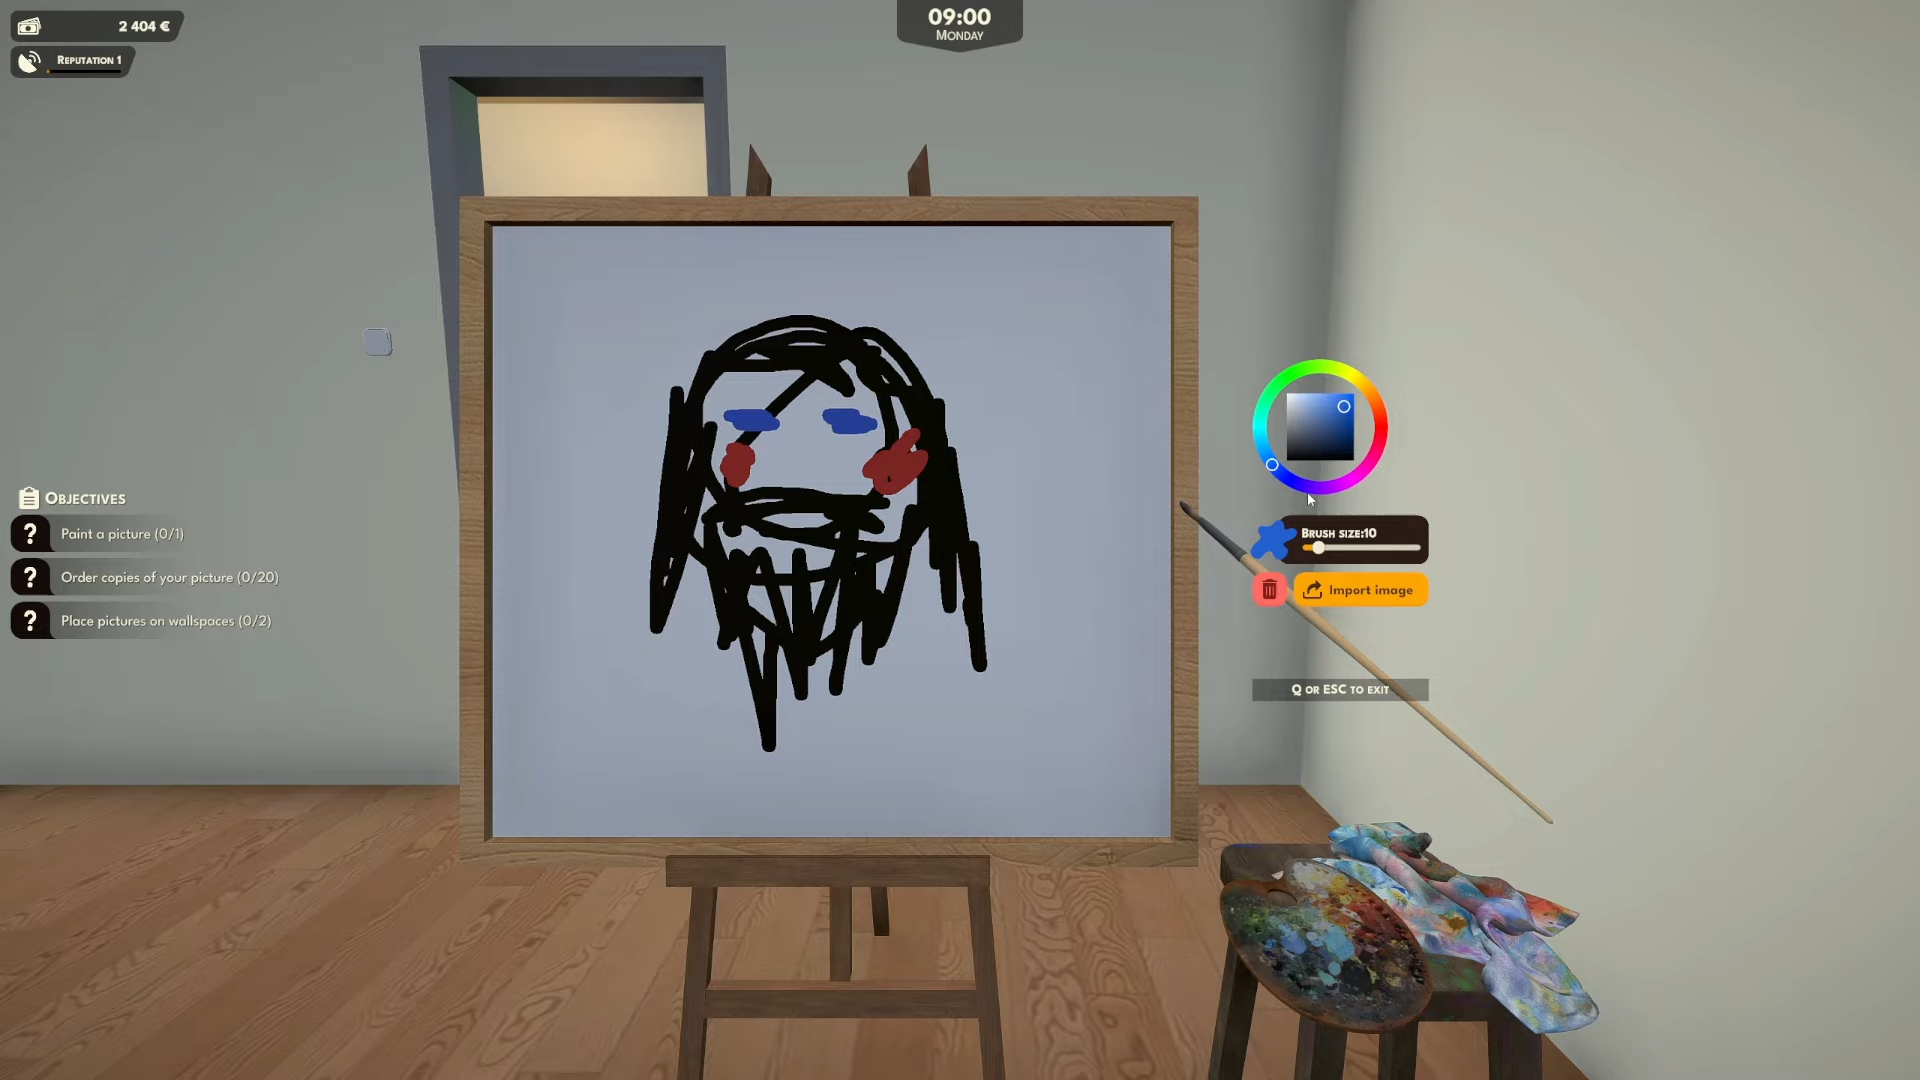 2 404 €
09:00
MONDAY
REPUTATION 1
OBJECTIVES
Paint a picture (0/1)
Order copies of your picture (0/20)
Place pictures on wallspaces (0/2)
BRUSH SIZE:10
Import image
Q OR ESC TO EXIT